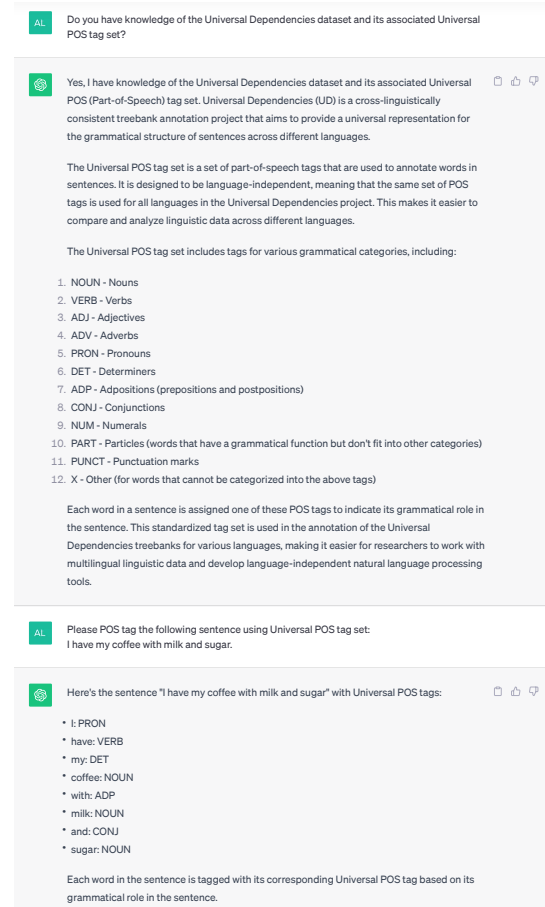 AL
Do you have knowledge of the Universal Dependencies dataset and its associated Universal
POS tag set?
Yes, I have knowledge of the Universal Dependencies dataset and its associated Universal
POS (Part-of-Speech) tag set. Universal Dependencies (UD) is a cross-linguistically
consistent treebank annotation project that aims to provide a universal representation for
the grammatical structure of sentences across different languages.
The Universal POS tag set is a set of part-of-speech tags that are used to annotate words in
sentences. It is designed to be language-independent, meaning that the same set of POS
tags is used for all languages in the Universal Dependencies project. This makes it easier to
compare and analyze linguistic data across different languages.
The Universal POS tag set includes tags for various grammatical categories, including:
1. NOUN - Nouns
2. VERB - Verbs
3. ADJ - Adjectives
4. ADV - Adverbs
5. PRON - Pronouns
6. DET - Determiners
7. ADP - Adpositions (prepositions and postpositions)
8. CONJ - Conjunctions
9. NUM - Numerals
10. PART - Particles (words that have a grammatical function but don't fit into other categories)
11. PUNCT - Punctuation marks
12. X - Other (for words that cannot be categorized into the above tags)
Each word in a sentence is assigned one of these POS tags to indicate its grammatical role in
the sentence. This standardized tag set is used in the annotation of the Universal
Dependencies treebanks for various languages, making it easier for researchers to work with
multilingual linguistic data and develop language-independent natural language processing
tools.
AL
Please POS tag the following sentence using Universal POS tag set:
I have my coffee with milk and sugar.
Here's the sentence "I have my coffee with milk and sugar" with Universal POS tags:
• I: PRON
• have: VERB
• my: DET
• coffee: NOUN
• with: ADP
• milk: NOUN
• and: CONJ
• sugar: NOUN
Each word in the sentence is tagged with its corresponding Universal POS tag based on its
grammatical role in the sentence.